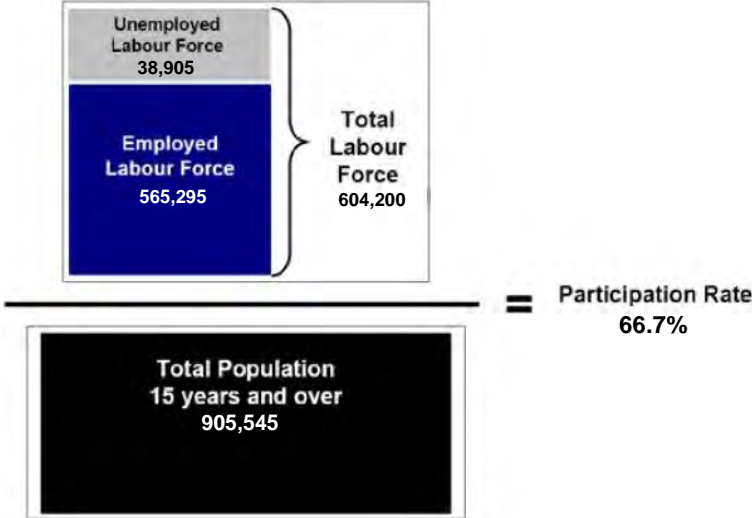 Unemployed
Labour Force
38,905
Employed
Labour Force
565,295
Total
Labour
Force
604,200
=
Participation Rate
66.7%
Total Population
15 years and over
905,545